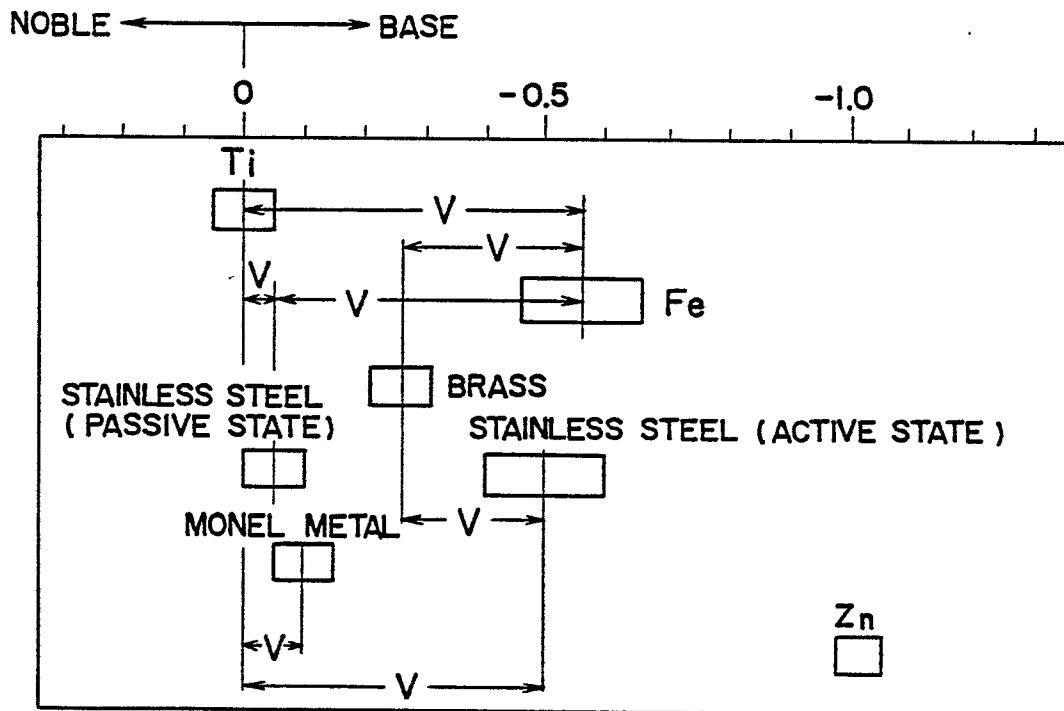 NOBLE BASE
0 -0.5 -1.0
Ti
V
V
V
V
Fe
BRASS
STAINLESS STEEL
(PASSIVE STATE)
STAINLESS STEEL (ACTIVE STATE)
V
MONEL METAL
Zn
V
V